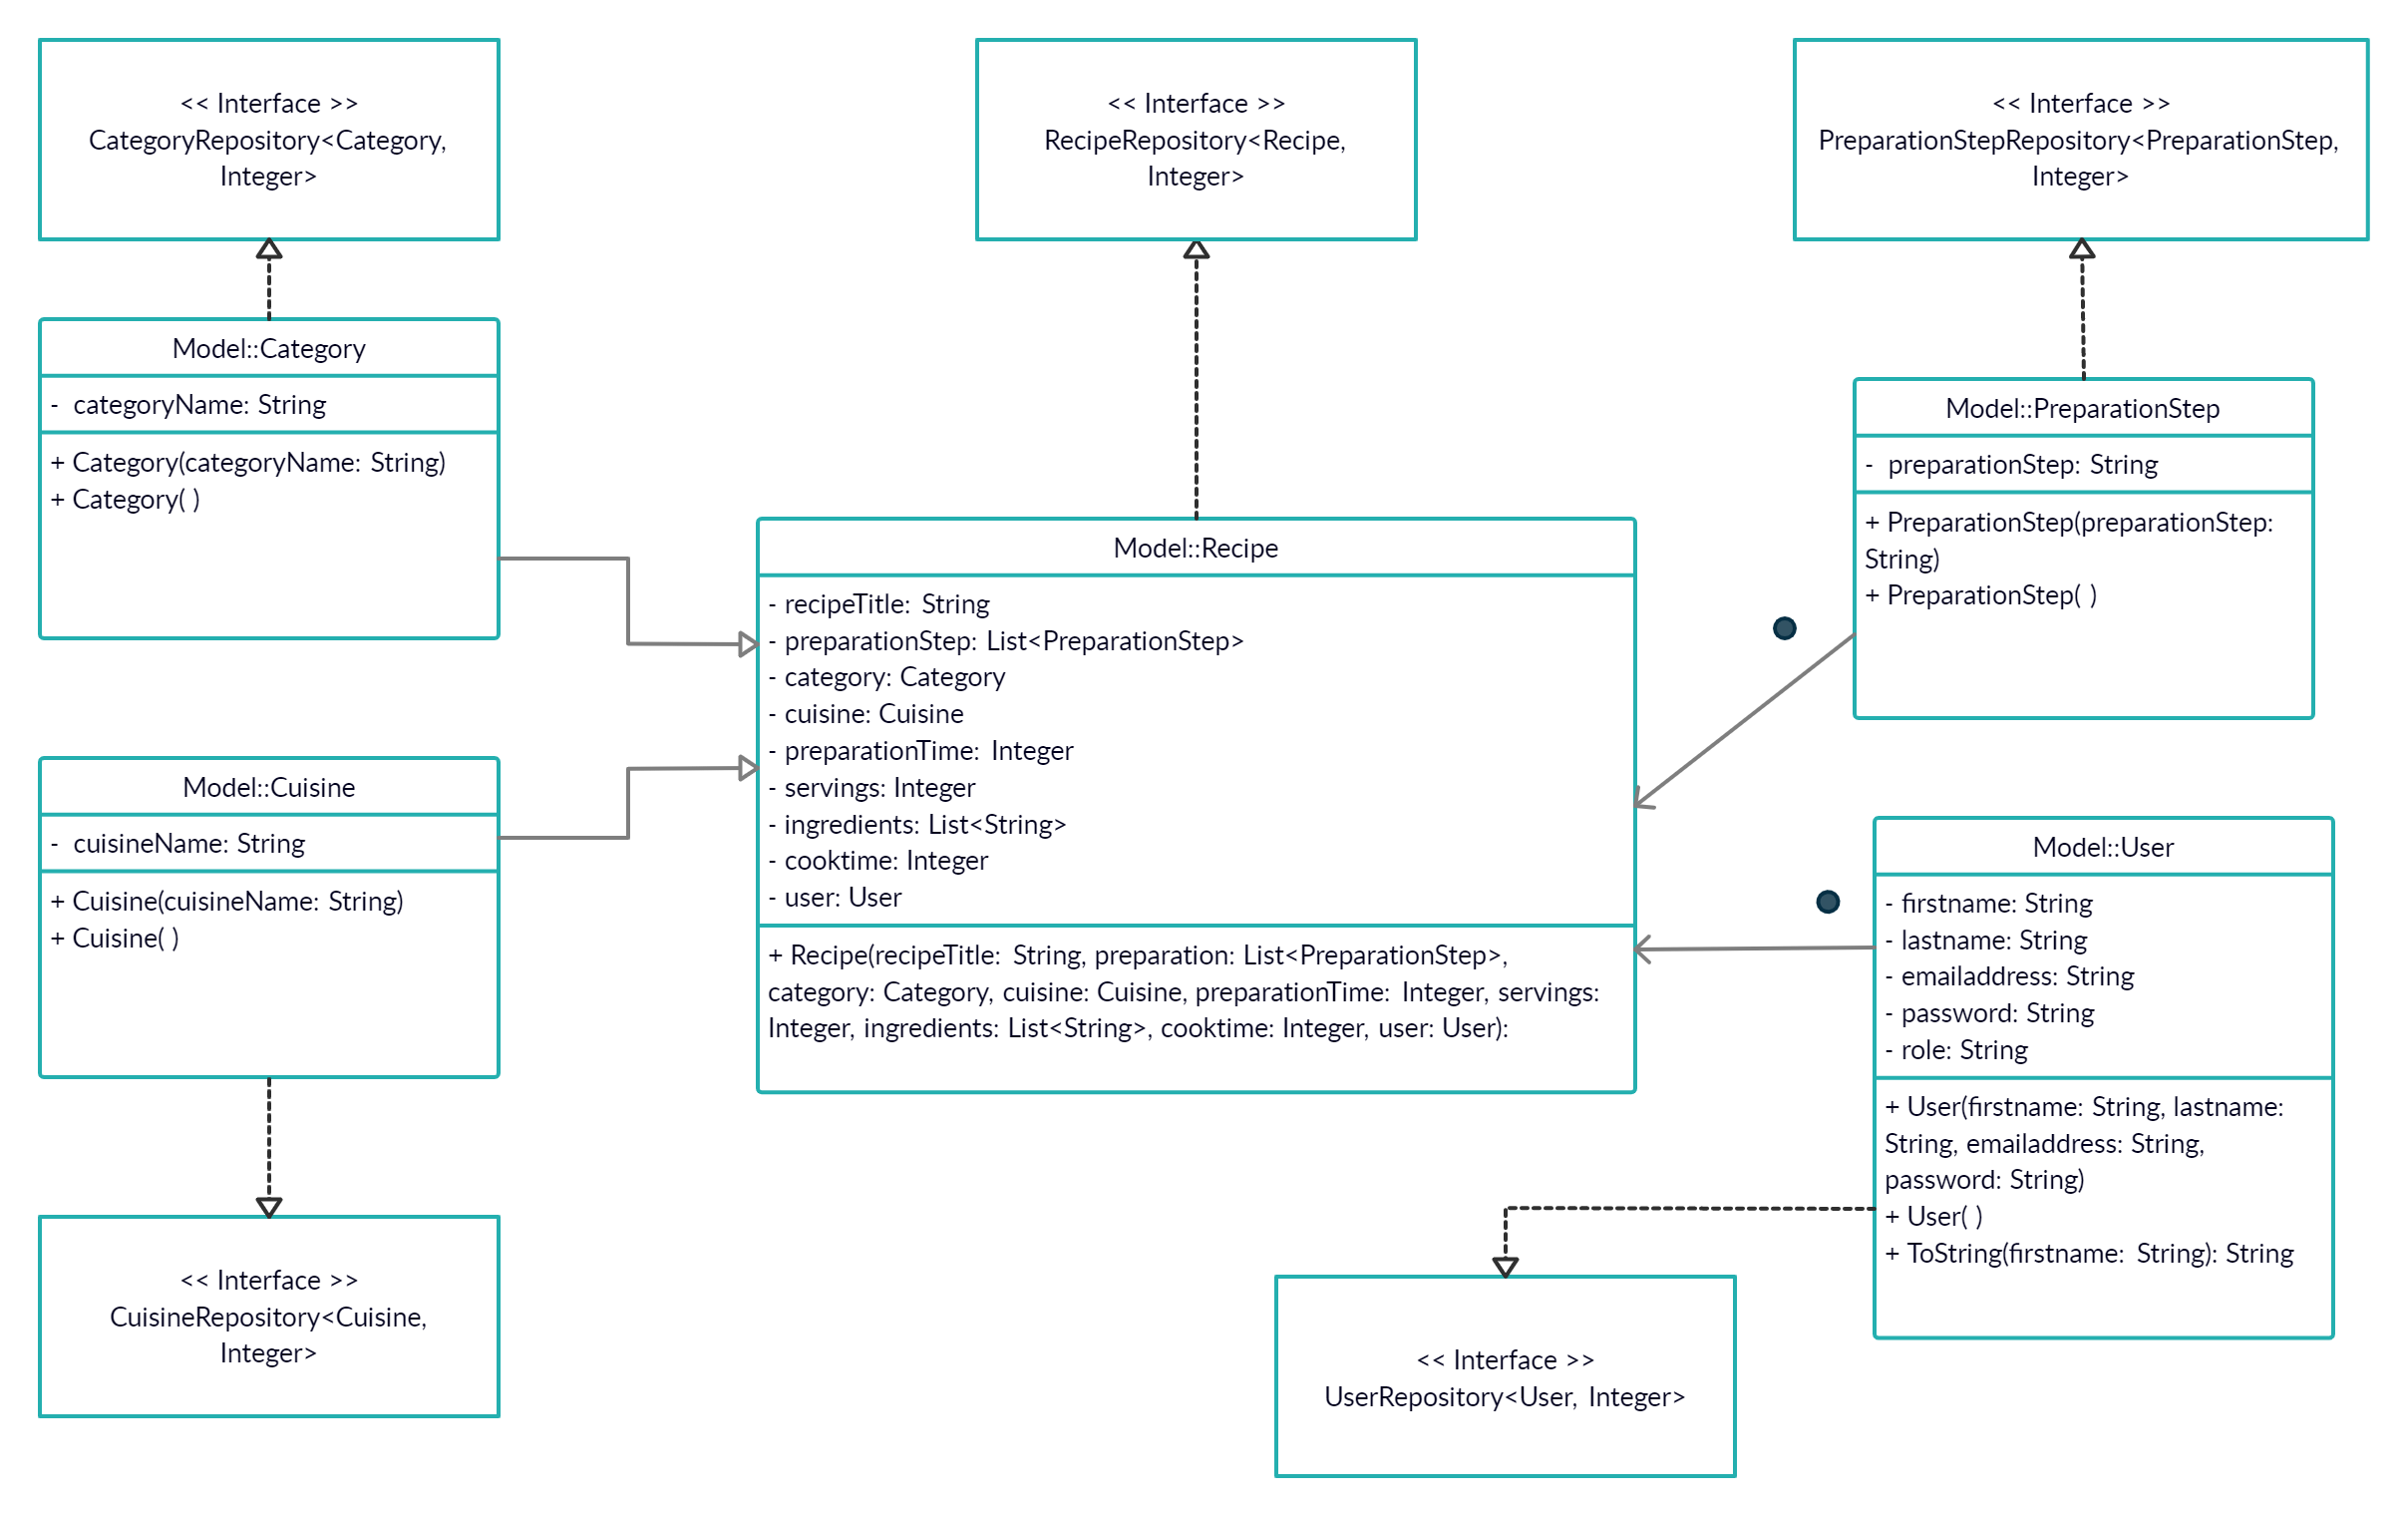 << Interface >>
CategoryRepository<Category,
Integer>
<< Interface >>
RecipeRepository<Recipe,
Integer>
<< Interface >>
PreparationStepRepository<PreparationStep,
Integer>
Model::Category
- categoryName: String
+ Category(categoryName: String)
+ Category( )
Model::PreparationStep
- preparationStep: String
+ PreparationStep(preparationStep:
String)
+ PreparationStep( )
Model::Recipe
- recipeTitle: String
- preparationStep: List<PreparationStep>
- category: Category
- cuisine: Cuisine
- preparationTime: Integer
- servings: Integer
- ingredients: List<String>
- cooktime: Integer
- user: User
+ Recipe(recipeTitle: String, preparation: List<PreparationStep>,
category: Category, cuisine: Cuisine, preparationTime: Integer, servings:
Integer, ingredients: List<String>, cooktime: Integer, user: User):
Model::Cuisine
- cuisineName: String
+ Cuisine(cuisineName: String)
+ Cuisine( )
Model::User
- firstname: String
- lastname: String
- emailaddress: String
- password: String
- role: String
+ User(firstname: String, lastname:
String, emailaddress: String,
password: String)
+ User( )
+ ToString(firstname: String): String
<< Interface >>
CuisineRepository<Cuisine,
Integer>
<< Interface >>
UserRepository<User, Integer>